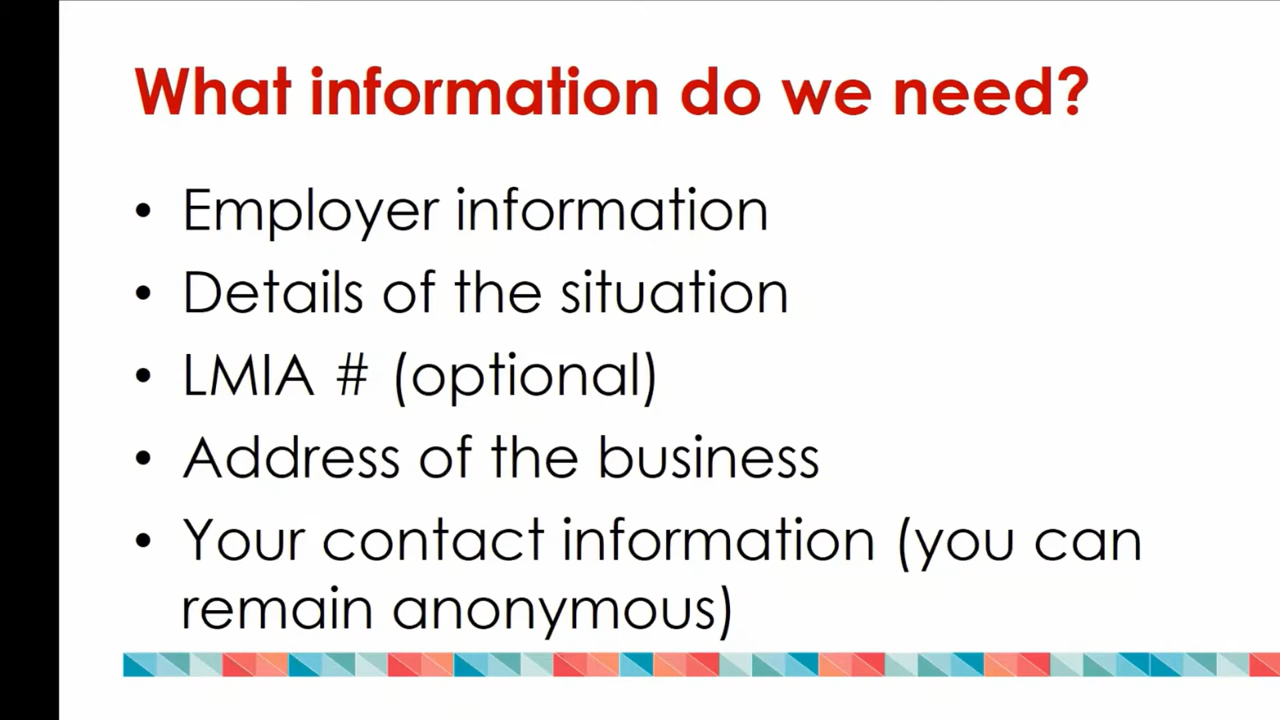 What information do we need?
• Employer information
• Details of the situation
• LMIA # (optional)
• Address of the business
• Your contact information (you can
remain anonymous)